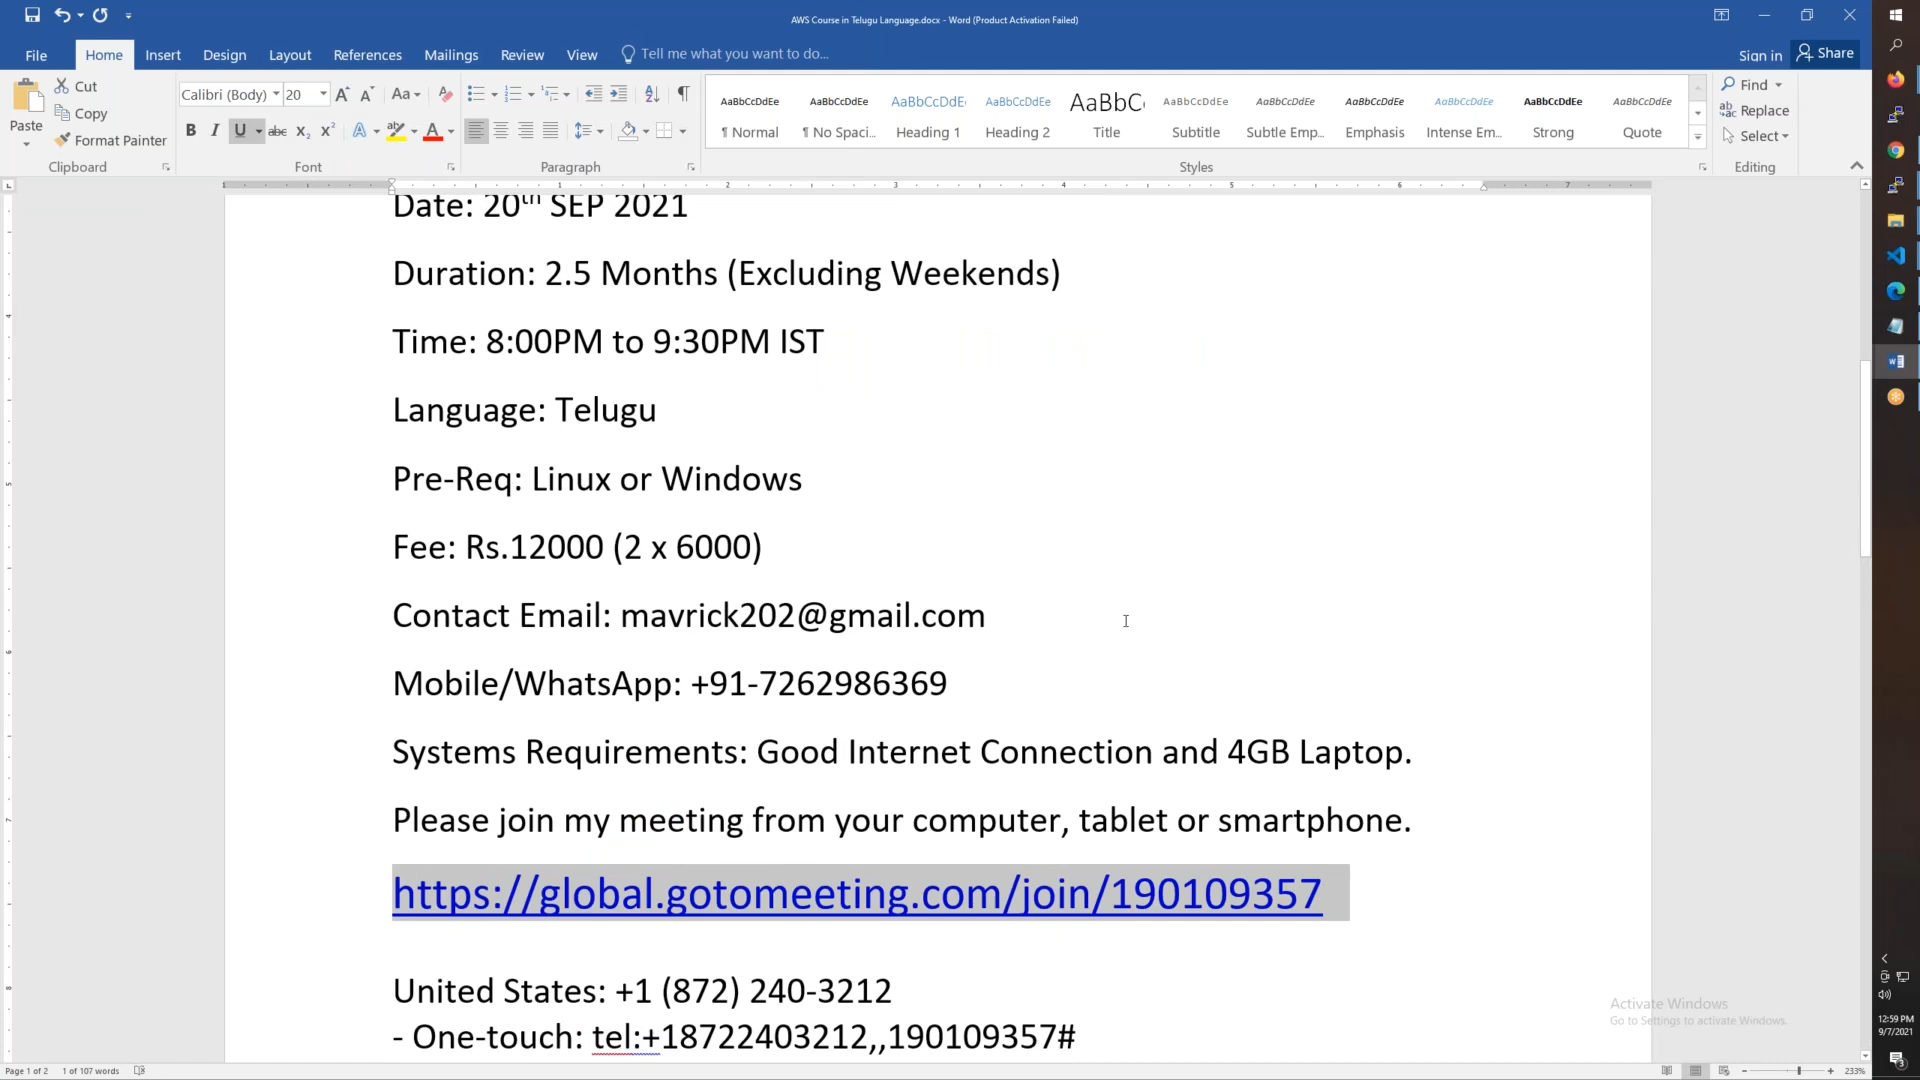 AWS Course in Telugu Language.docx - Word (Product Activation Failed)
File Home Insert Design Layout References Mailings Review View Tell me what you want to do... Sign in Share
Paste
Cut
Copy
Format Painter
Clipboard
Calibri (Body) 20
Font
Paragraph
AaBbCcDdEe AaBbCcDdEe AaBbCcDdE AaBbCcDdEe AaBbC AaBbCcDdEe AaBbCcDdEe AaBbCcDdEe AaBbCcDdEe AaBbCcDdEe AaBbCcDdEe
¶ Normal ¶ No Spaci... Heading 1 Heading 2 Title Subtitle Subtle Emp... Emphasis Intense Em... Strong Quote
Styles
Find
Replace
Select
Editing
Date: 20th SEP 2021
Duration: 2.5 Months (Excluding Weekends)
Time: 8:00PM to 9:30PM IST
Language: Telugu
Pre-Req: Linux or Windows
Fee: Rs.12000 (2 x 6000)
Contact Email: mavrick202@gmail.com
Mobile/WhatsApp: +91-7262986369
Systems Requirements: Good Internet Connection and 4GB Laptop.
Please join my meeting from your computer, tablet or smartphone.
https://global.gotomeeting.com/join/190109357
United States: +1 (872) 240-3212
- One-touch: tel:+18722403212,,190109357#
Activate Windows
Go to Settings to activate Windows.
12:59 PM
9/7/2021
Page 1 of 2 1 of 107 words 233%